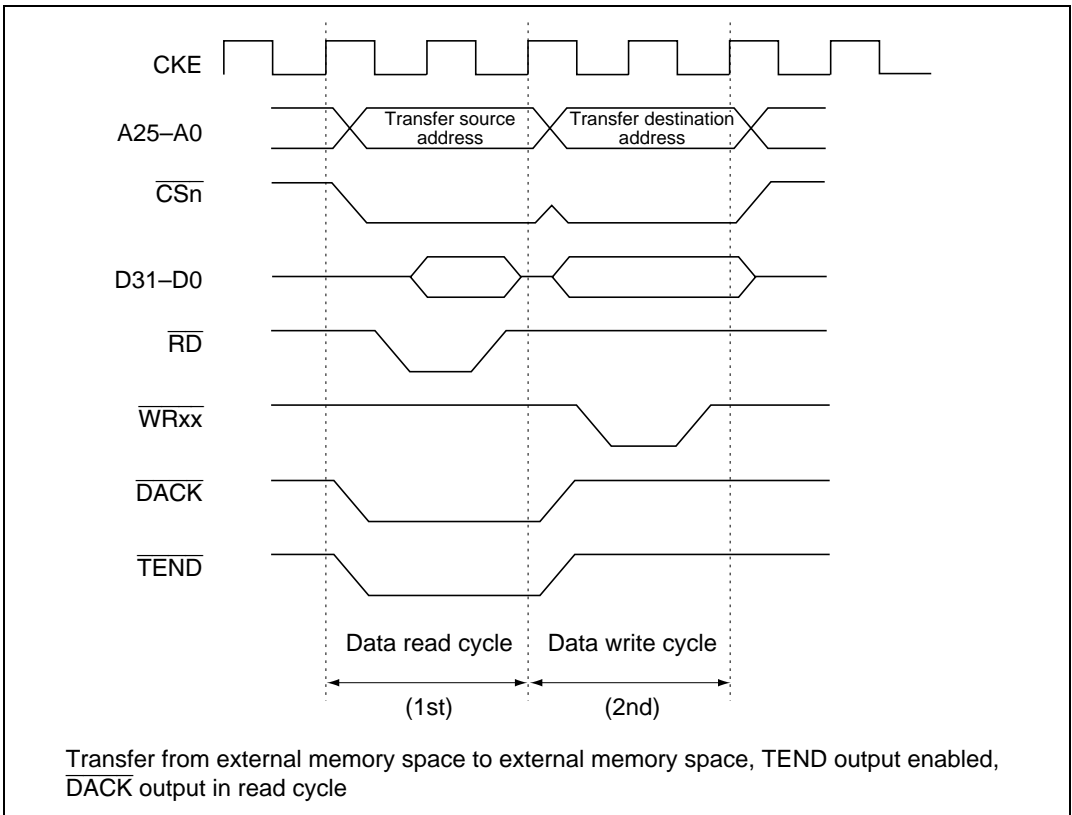 CKE
A25–A0
Transfer source
address
Transfer destination
address
CSn
D31–D0
RD
WRxx
DACK
TEND
Data read cycle
Data write cycle
(1st)
(2nd)
Transfer from external memory space to external memory space, TEND output enabled,
DACK output in read cycle